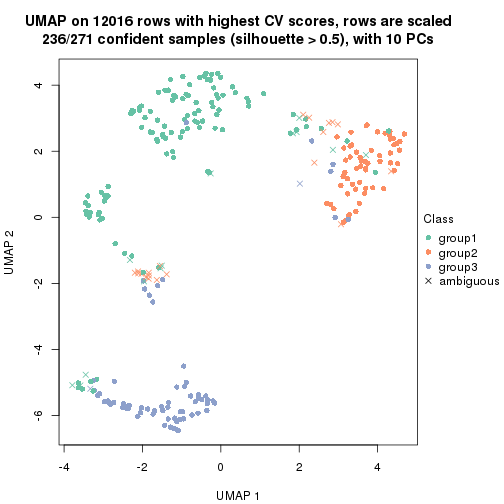 UMAP on 12016 rows with highest CV scores, rows are scaled
236/271 confident samples (silhouette > 0.5), with 10 PCs
4
2
0
-2
-4
-6
UMAP 2
-4
-2
0
2
4
UMAP 1
Class
group1
group2
group3
ambiguous